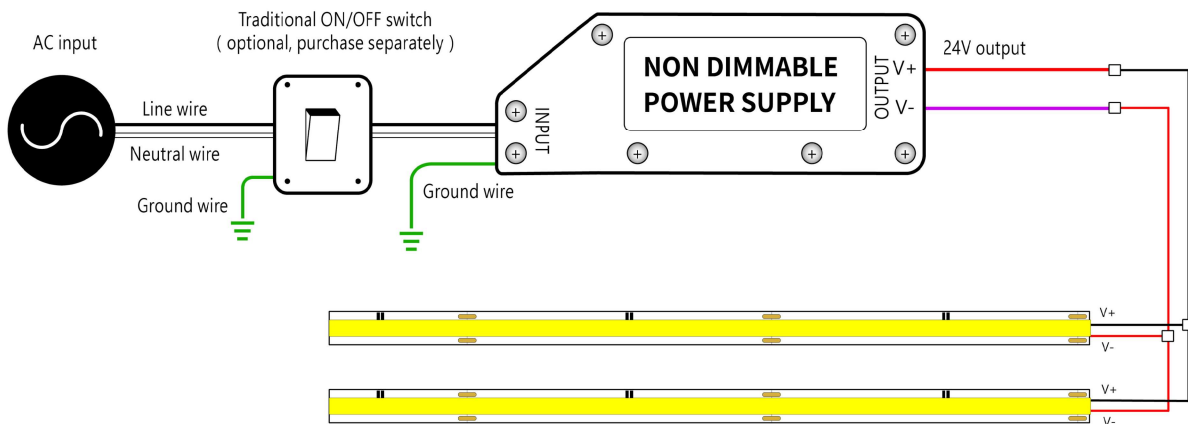 Traditional ON/OFF switch
( optional, purchase separately )
AC input
Line wire
Neutral wire
Ground wire
Ground wire
INPUT
NON DIMMABLE
POWER SUPPLY
OUTPUT
V+
V-
24V output
V+
V-
V+
V-